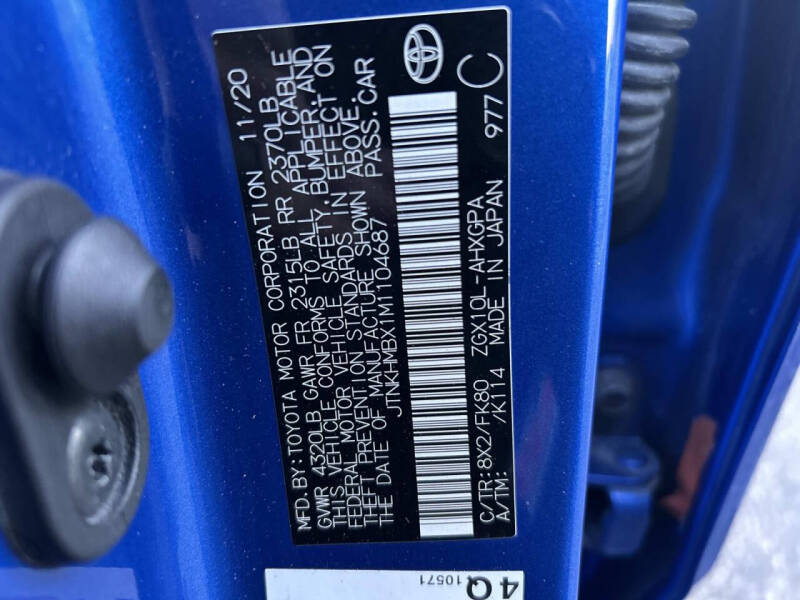 MFD. BY: TOYOTA MOTOR CORPORATION 11/20
GVWR 4320LB GAWR FR 2315LB RR 2370LB
THIS VEHICLE CONFORMS TO ALL APPLICABLE
FEDERAL MOTOR VEHICLE SAFETY, BUMPER, AND
THEFT PREVENTION STANDARDS IN EFFECT ON
THE DATE OF MANUFACTURE SHOWN ABOVE.
JTNKHMBX1M1104687 PASS. CAR
C/TR: 8X2/FK80 ZGX10L-AHXGPA
A/TM: /K114 MADE IN JAPAN 977 C
4Q
10571